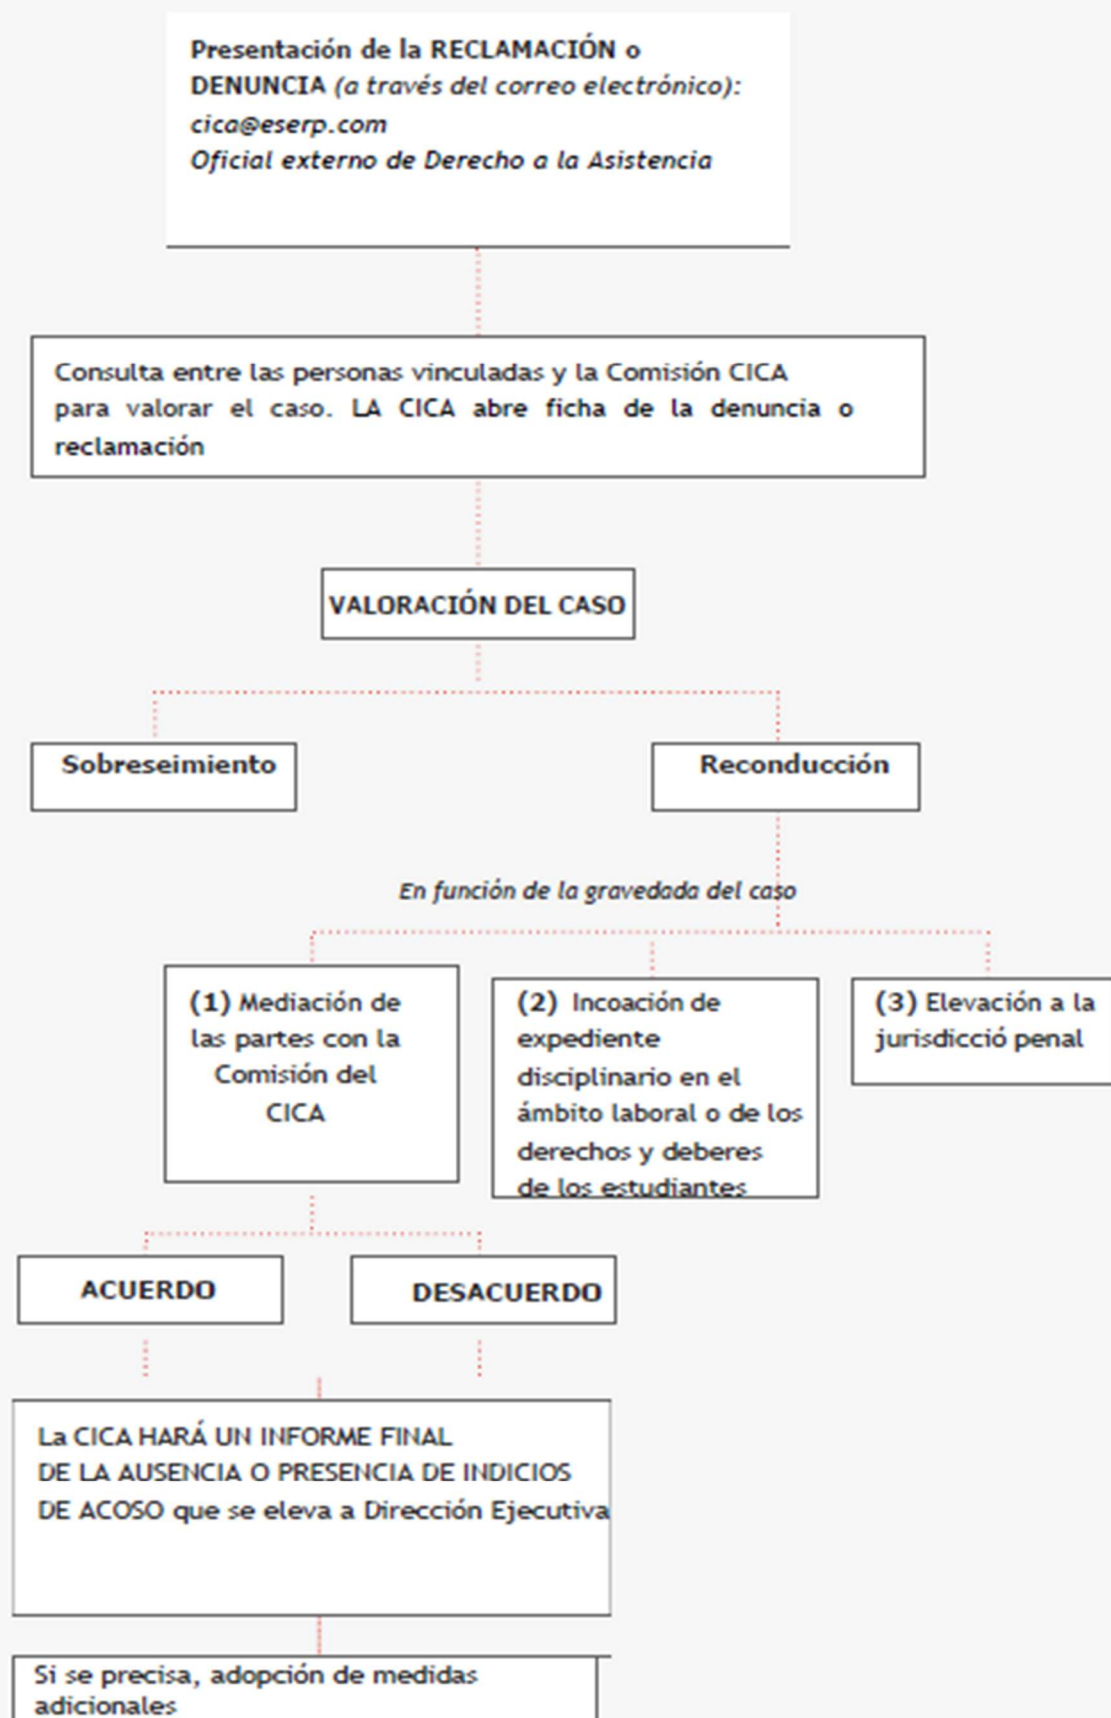 Presentación de la RECLAMACIÓN o
DENUNCIA (a través del correo electrónico):
cica@eserp.com
Oficial externo de Derecho a la Asistencia
Consulta entre las personas vinculadas y la Comisión CICA
para valorar el caso. LA CICA abre ficha de la denuncia o
reclamación
VALORACIÓN DEL CASO
Sobreseimiento
Reconducción
En función de la gravedada del caso
(1) Mediación de
las partes con la
Comisión del
CICA
(2) Incoación de
expediente
disciplinario en el
ámbito laboral o de los
derechos y deberes
de los estudiantes
(3) Elevación a la
jurisdicció penal
ACUERDO
DESACUERDO
La CICA HARÁ UN INFORME FINAL
DE LA AUSENCIA O PRESENCIA DE INDICIOS
DE ACOSO que se eleva a Dirección Ejecutiva
Si se precisa, adopción de medidas
adicionales